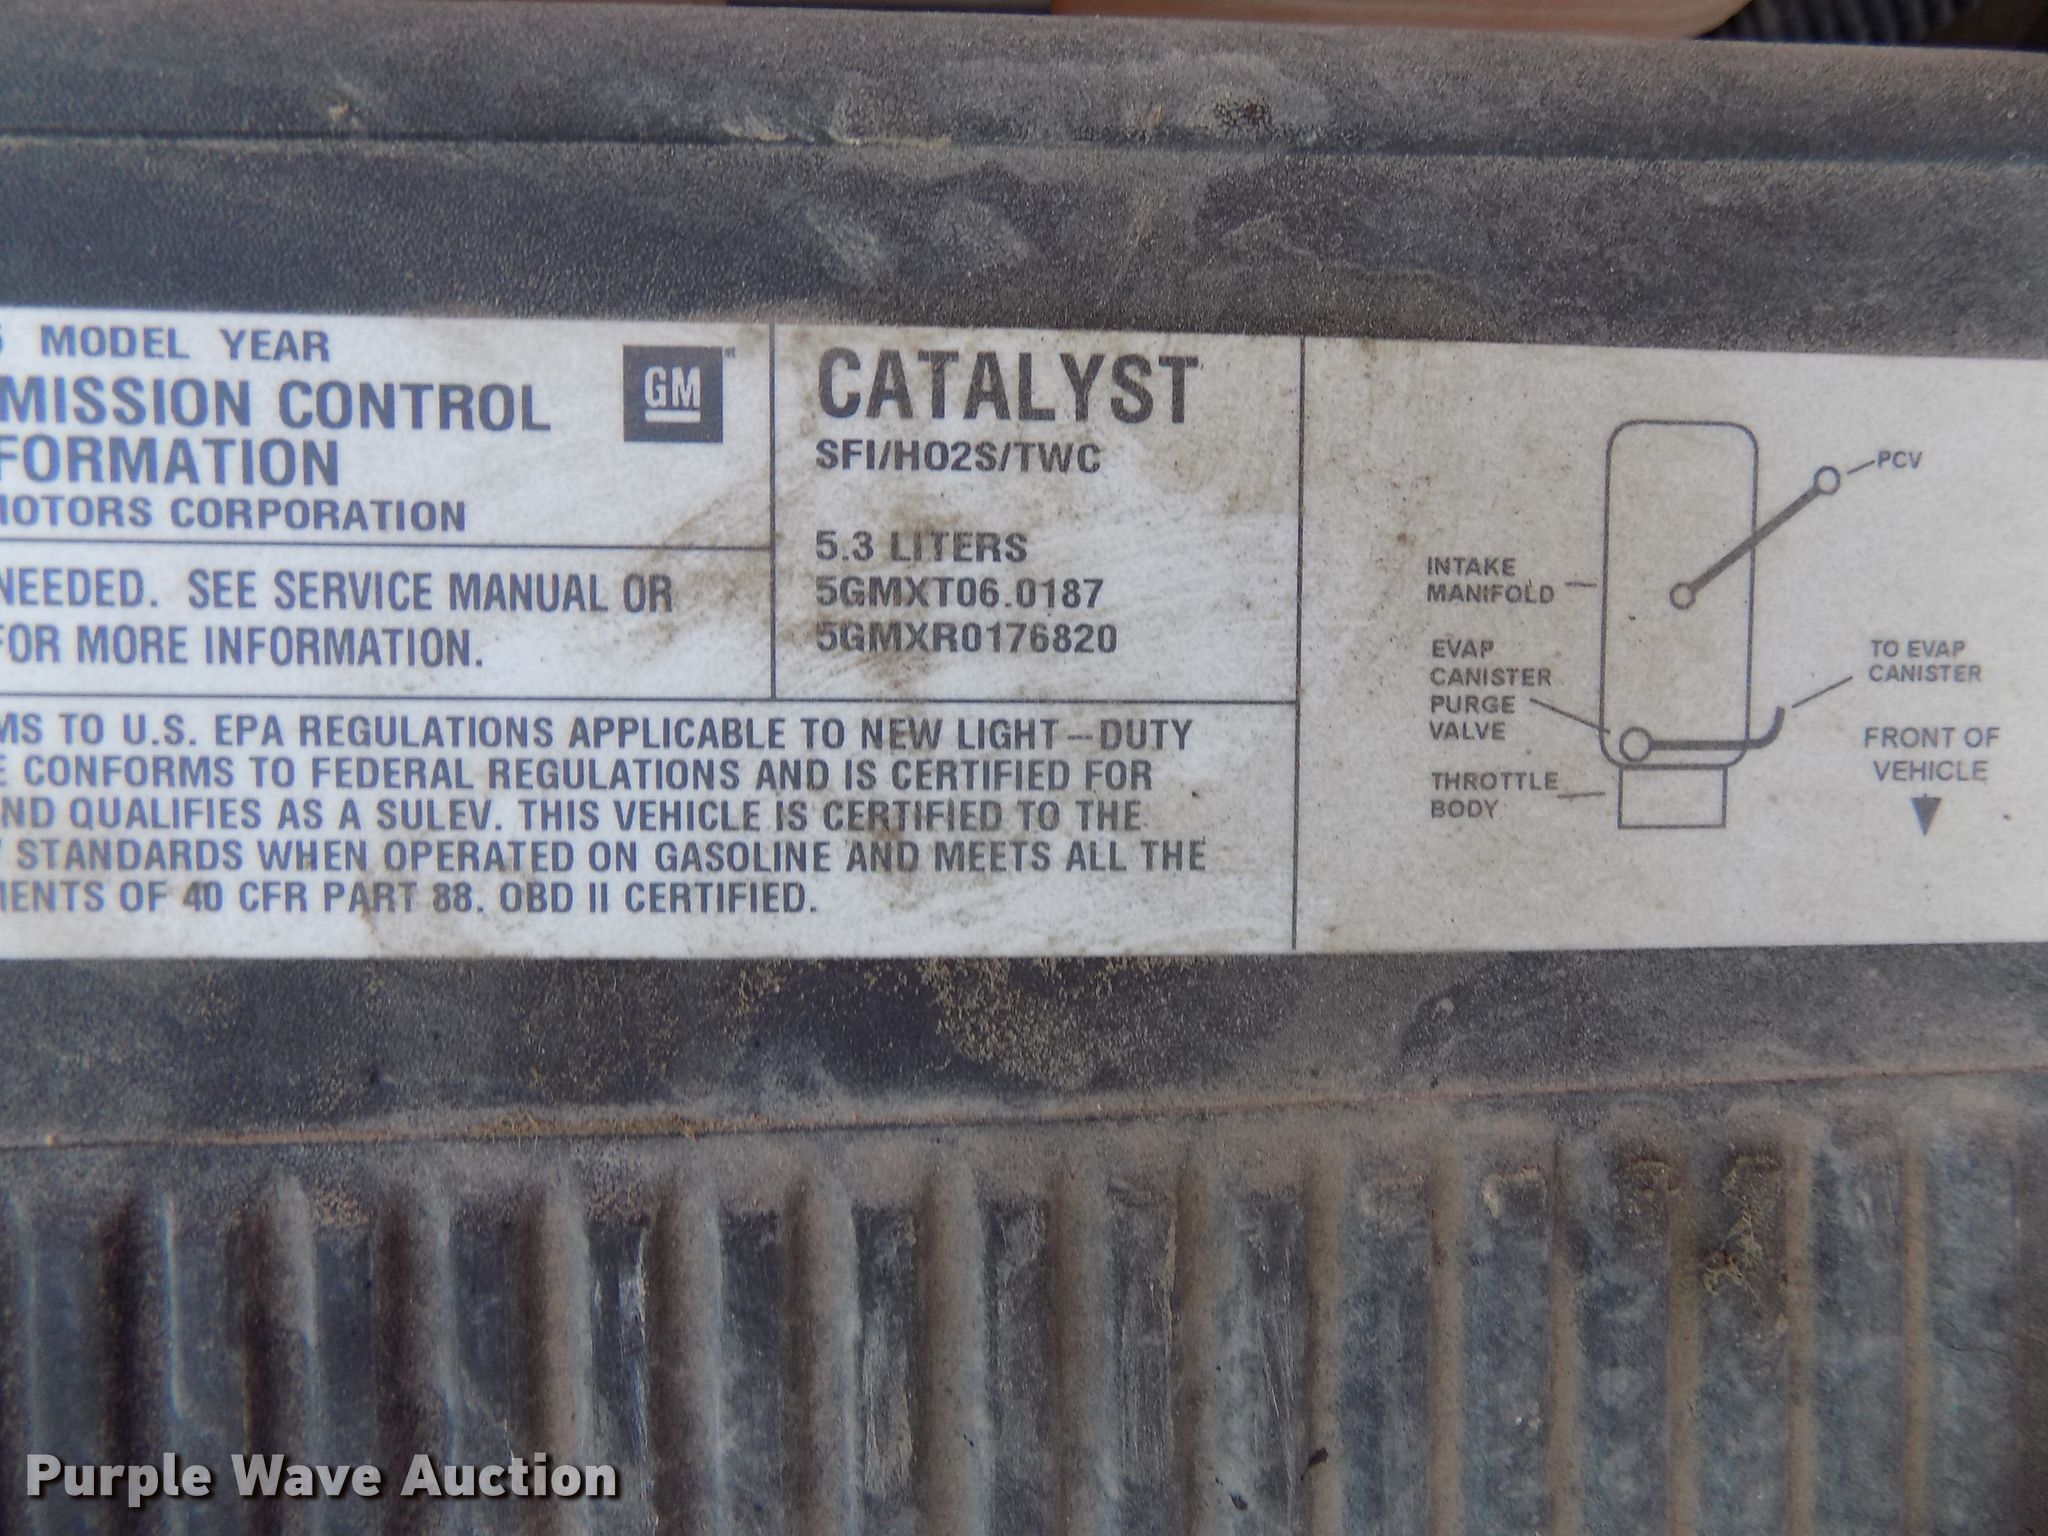 MODEL YEAR
MISSION CONTROL
FORMATION
MOTORS CORPORATION
GM
NEEDED. SEE SERVICE MANUAL OR
FOR MORE INFORMATION.
CATALYST
SFI/HO2S/TWC
5.3 LITERS
5GMXT06.0187
5GMXR0176820
MS TO U.S. EPA REGULATIONS APPLICABLE TO NEW LIGHT-DUTY
E CONFORMS TO FEDERAL REGULATIONS AND IS CERTIFIED FOR
ND QUALIFIES AS A SULEV. THIS VEHICLE IS CERTIFIED TO THE
STANDARDS WHEN OPERATED ON GASOLINE AND MEETS ALL THE
MENTS OF 40 CFR PART 88. OBD II CERTIFIED.
PCV
INTAKE
MANIFOLD
EVAP
CANISTER
PURGE
VALVE
THROTTLE
BODY
TO EVAP
CANISTER
FRONT OF
VEHICLE
Purple Wave Auction